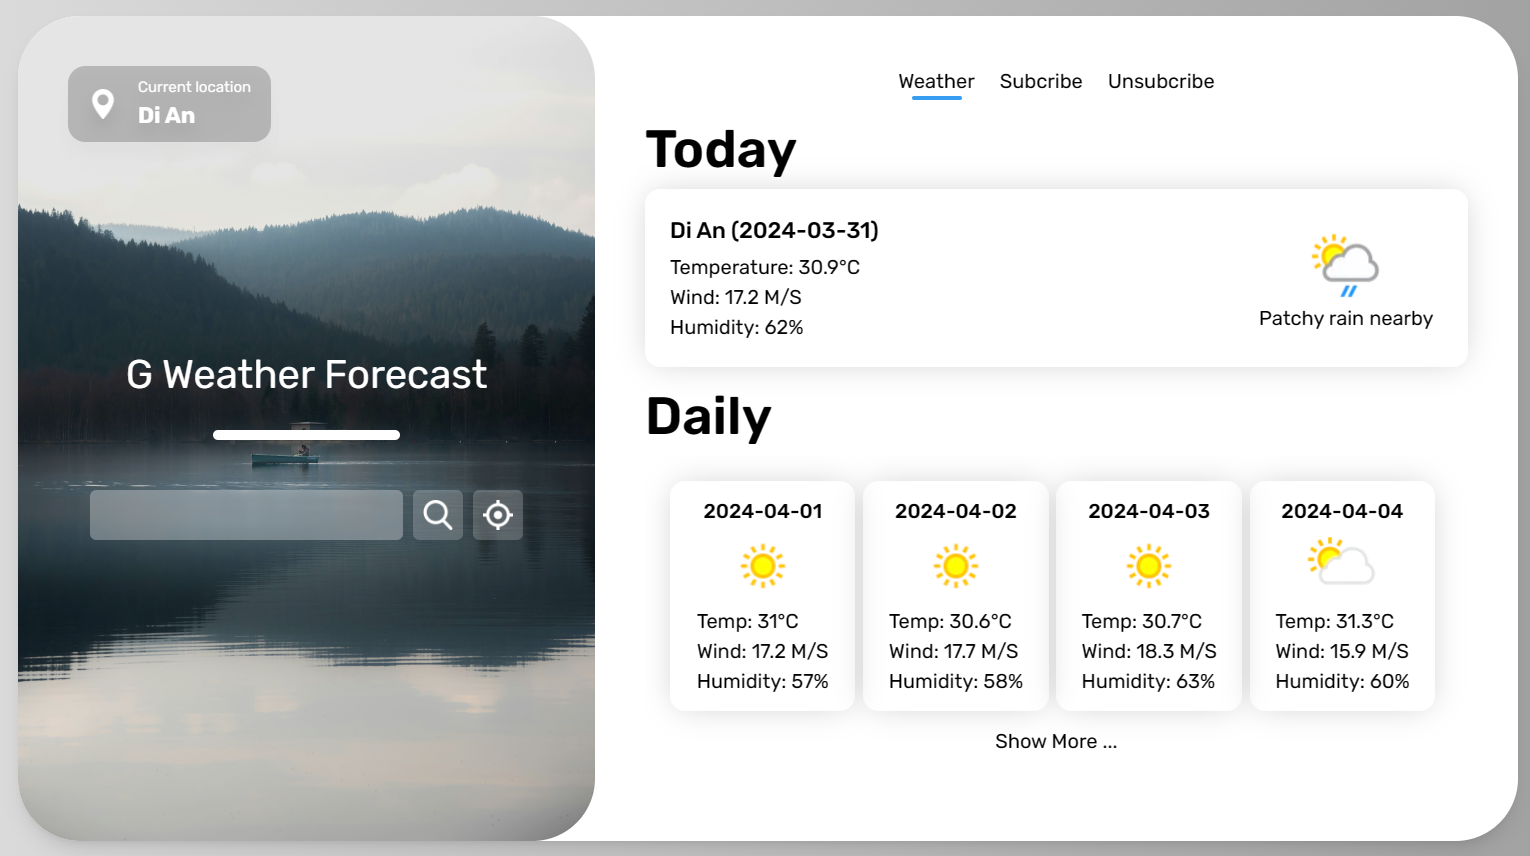 Current location
Di An
G Weather Forecast
Weather Subcribe Unsubcribe
Today
Di An (2024-03-31)
Temperature: 30.9°C
Wind: 17.2 M/S
Humidity: 62%
Patchy rain nearby
Daily
2024-04-01
Temp: 31°C
Wind: 17.2 M/S
Humidity: 57%
2024-04-02
Temp: 30.6°C
Wind: 17.7 M/S
Humidity: 58%
2024-04-03
Temp: 30.7°C
Wind: 18.3 M/S
Humidity: 63%
2024-04-04
Temp: 31.3°C
Wind: 15.9 M/S
Humidity: 60%
Show More ...